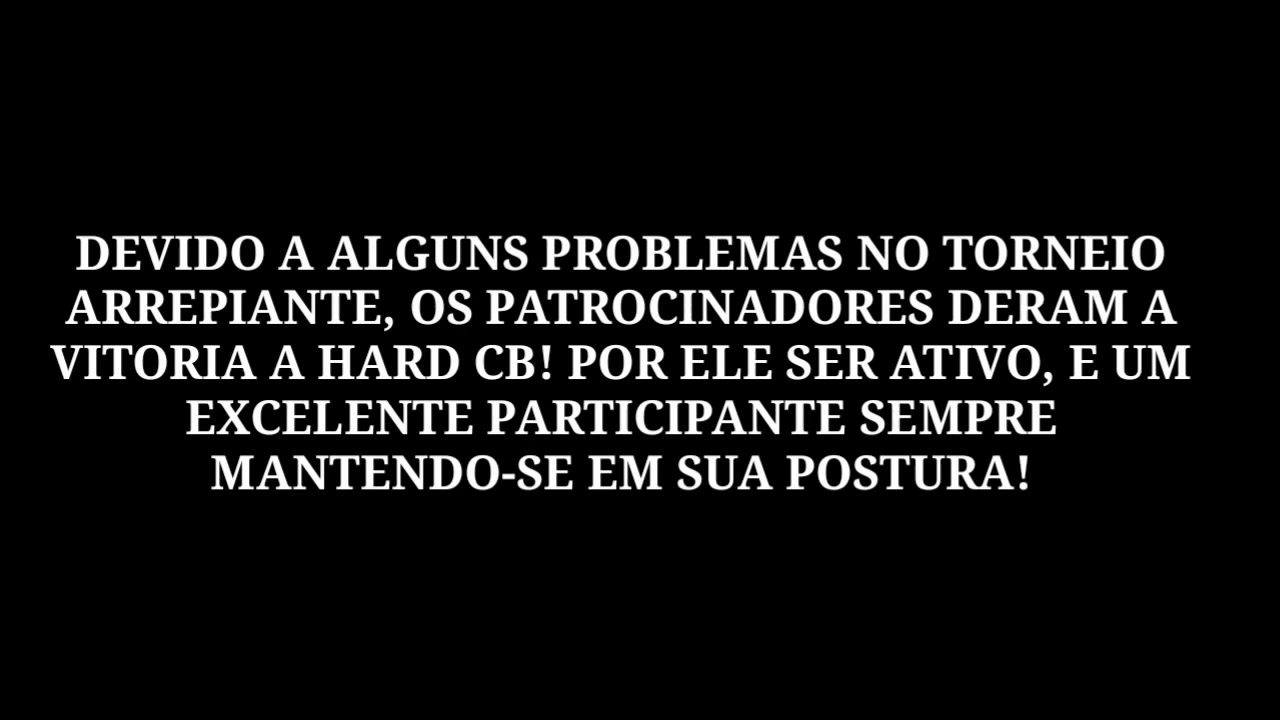 DEVIDO A ALGUNS PROBLEMAS NO TORNEIO
ARREPIANTE, OS PATROCINADORES DERAM A
VITORIA A HARD CB! POR ELE SER ATIVO, E UM
EXCELENTE PARTICIPANTE SEMPRE
MANTENDO-SE EM SUA POSTURA!